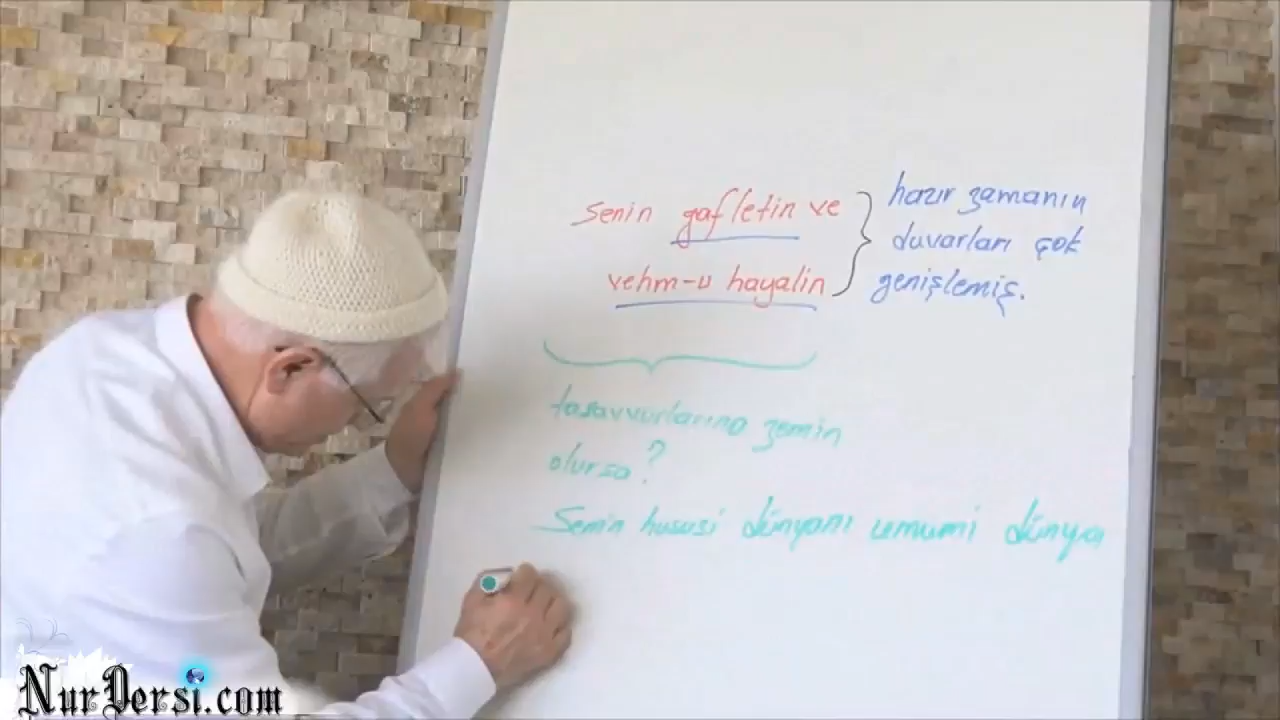 Senin gafletin ve
vehm-u hayalin
hazır zamanın
duvarları çok
genişlemiş.
tasavvurlarına zemin
olursa?
Senin hususi dünyanı umumi dünya
NurDersi.com